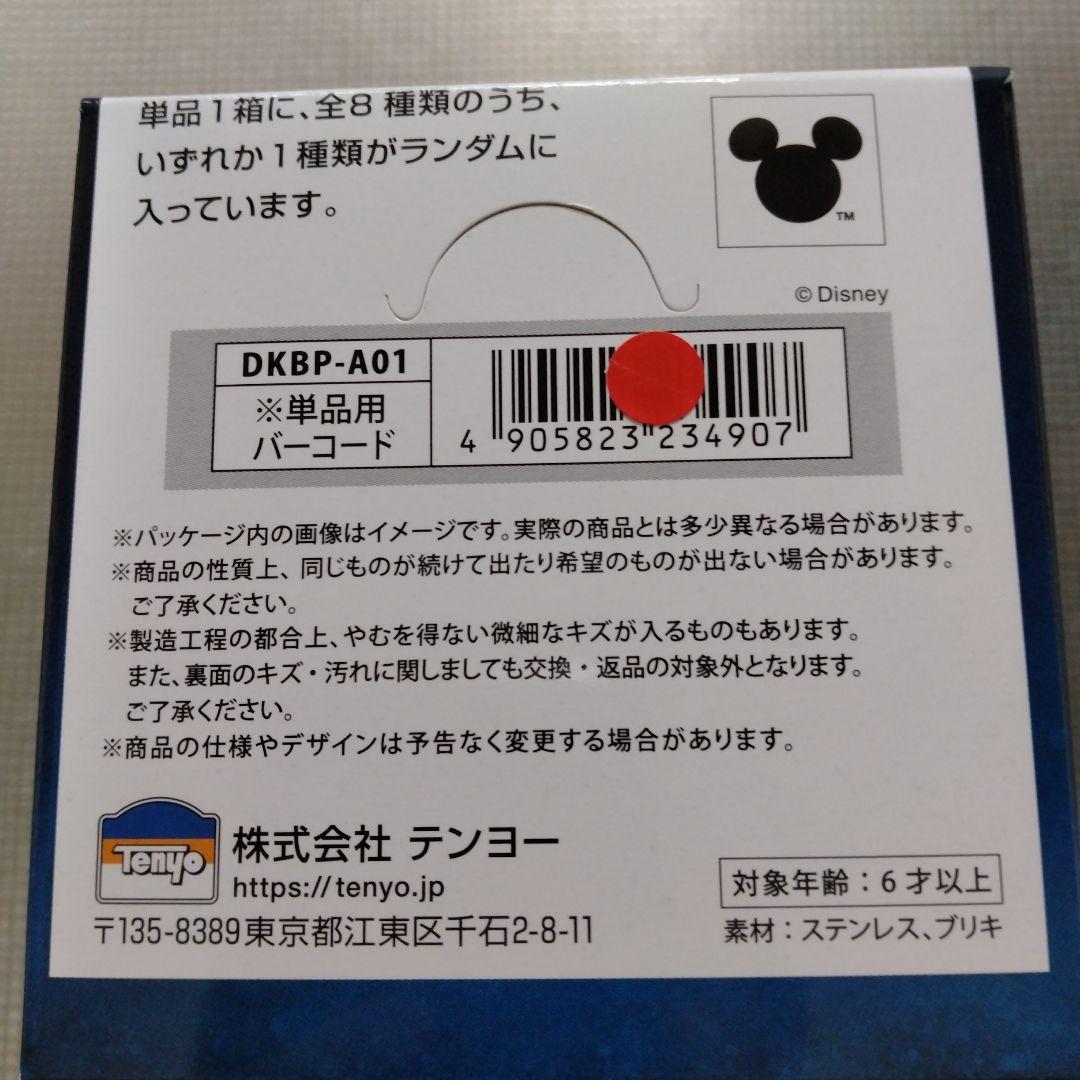 単品1箱に、全8種類のうち、
いずれか1種類がランダムに
入っています。
TM
©Disney
DKBP-A01
※単品用
バーコード
4 905823 234907
※パッケージ内の画像はイメージです。実際の商品とは多少異なる場合があります。
※商品の性質上、同じものが続けて出たり希望のものが出ない場合があります。
ご了承ください。
※製造工程の都合上、やむを得ない微細なキズが入るものもあります。
また、裏面のキズ・汚れに関しましても交換・返品の対象外となります。
ご了承ください。
※商品の仕様やデザインは予告なく変更する場合があります。
Tenyo
株式会社 テンヨー
https://tenyo.jp
〒135-8389東京都江東区千石2-8-11
対象年齢：6才以上
素材：ステンレス、ブリキ